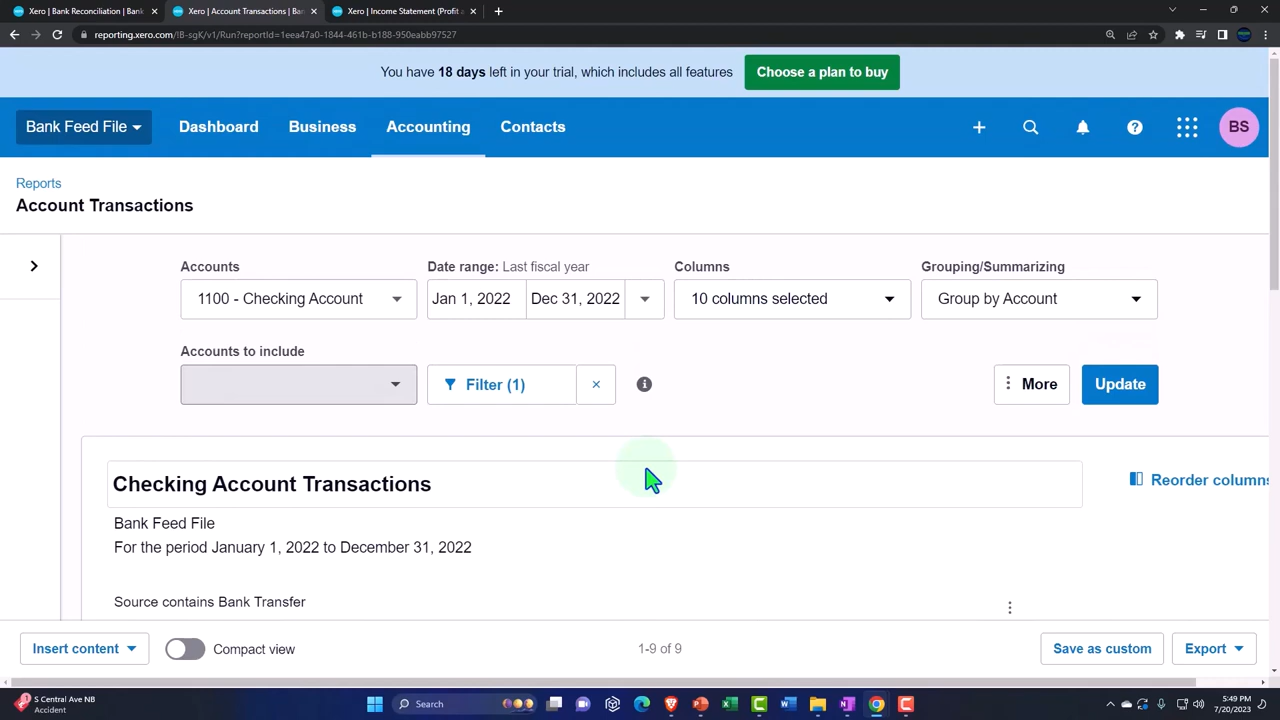 Xero | Bank Reconciliation | Bank
Xero | Account Transactions | Ban
Xero | Income Statement (Profit a
reporting.xero.com/!B-sgK/v1/Run?reportId=1eea47a0-1844-461b-b188-950eabb97527
You have 18 days left in your trial, which includes all features
Choose a plan to buy
Bank Feed File
Dashboard
Business
Accounting
Contacts
BS
Reports
Account Transactions
Accounts
Date range: Last fiscal year
Columns
Grouping/Summarizing
1100 - Checking Account
Jan 1, 2022
Dec 31, 2022
10 columns selected
Group by Account
Accounts to include
Filter (1)
More
Update
Checking Account Transactions
Reorder columns
Bank Feed File
For the period January 1, 2022 to December 31, 2022
Source contains Bank Transfer
Insert content
Compact view
1-9 of 9
Save as custom
Export
S Central Ave NB
Accident
Search
5:49 PM
7/20/2023